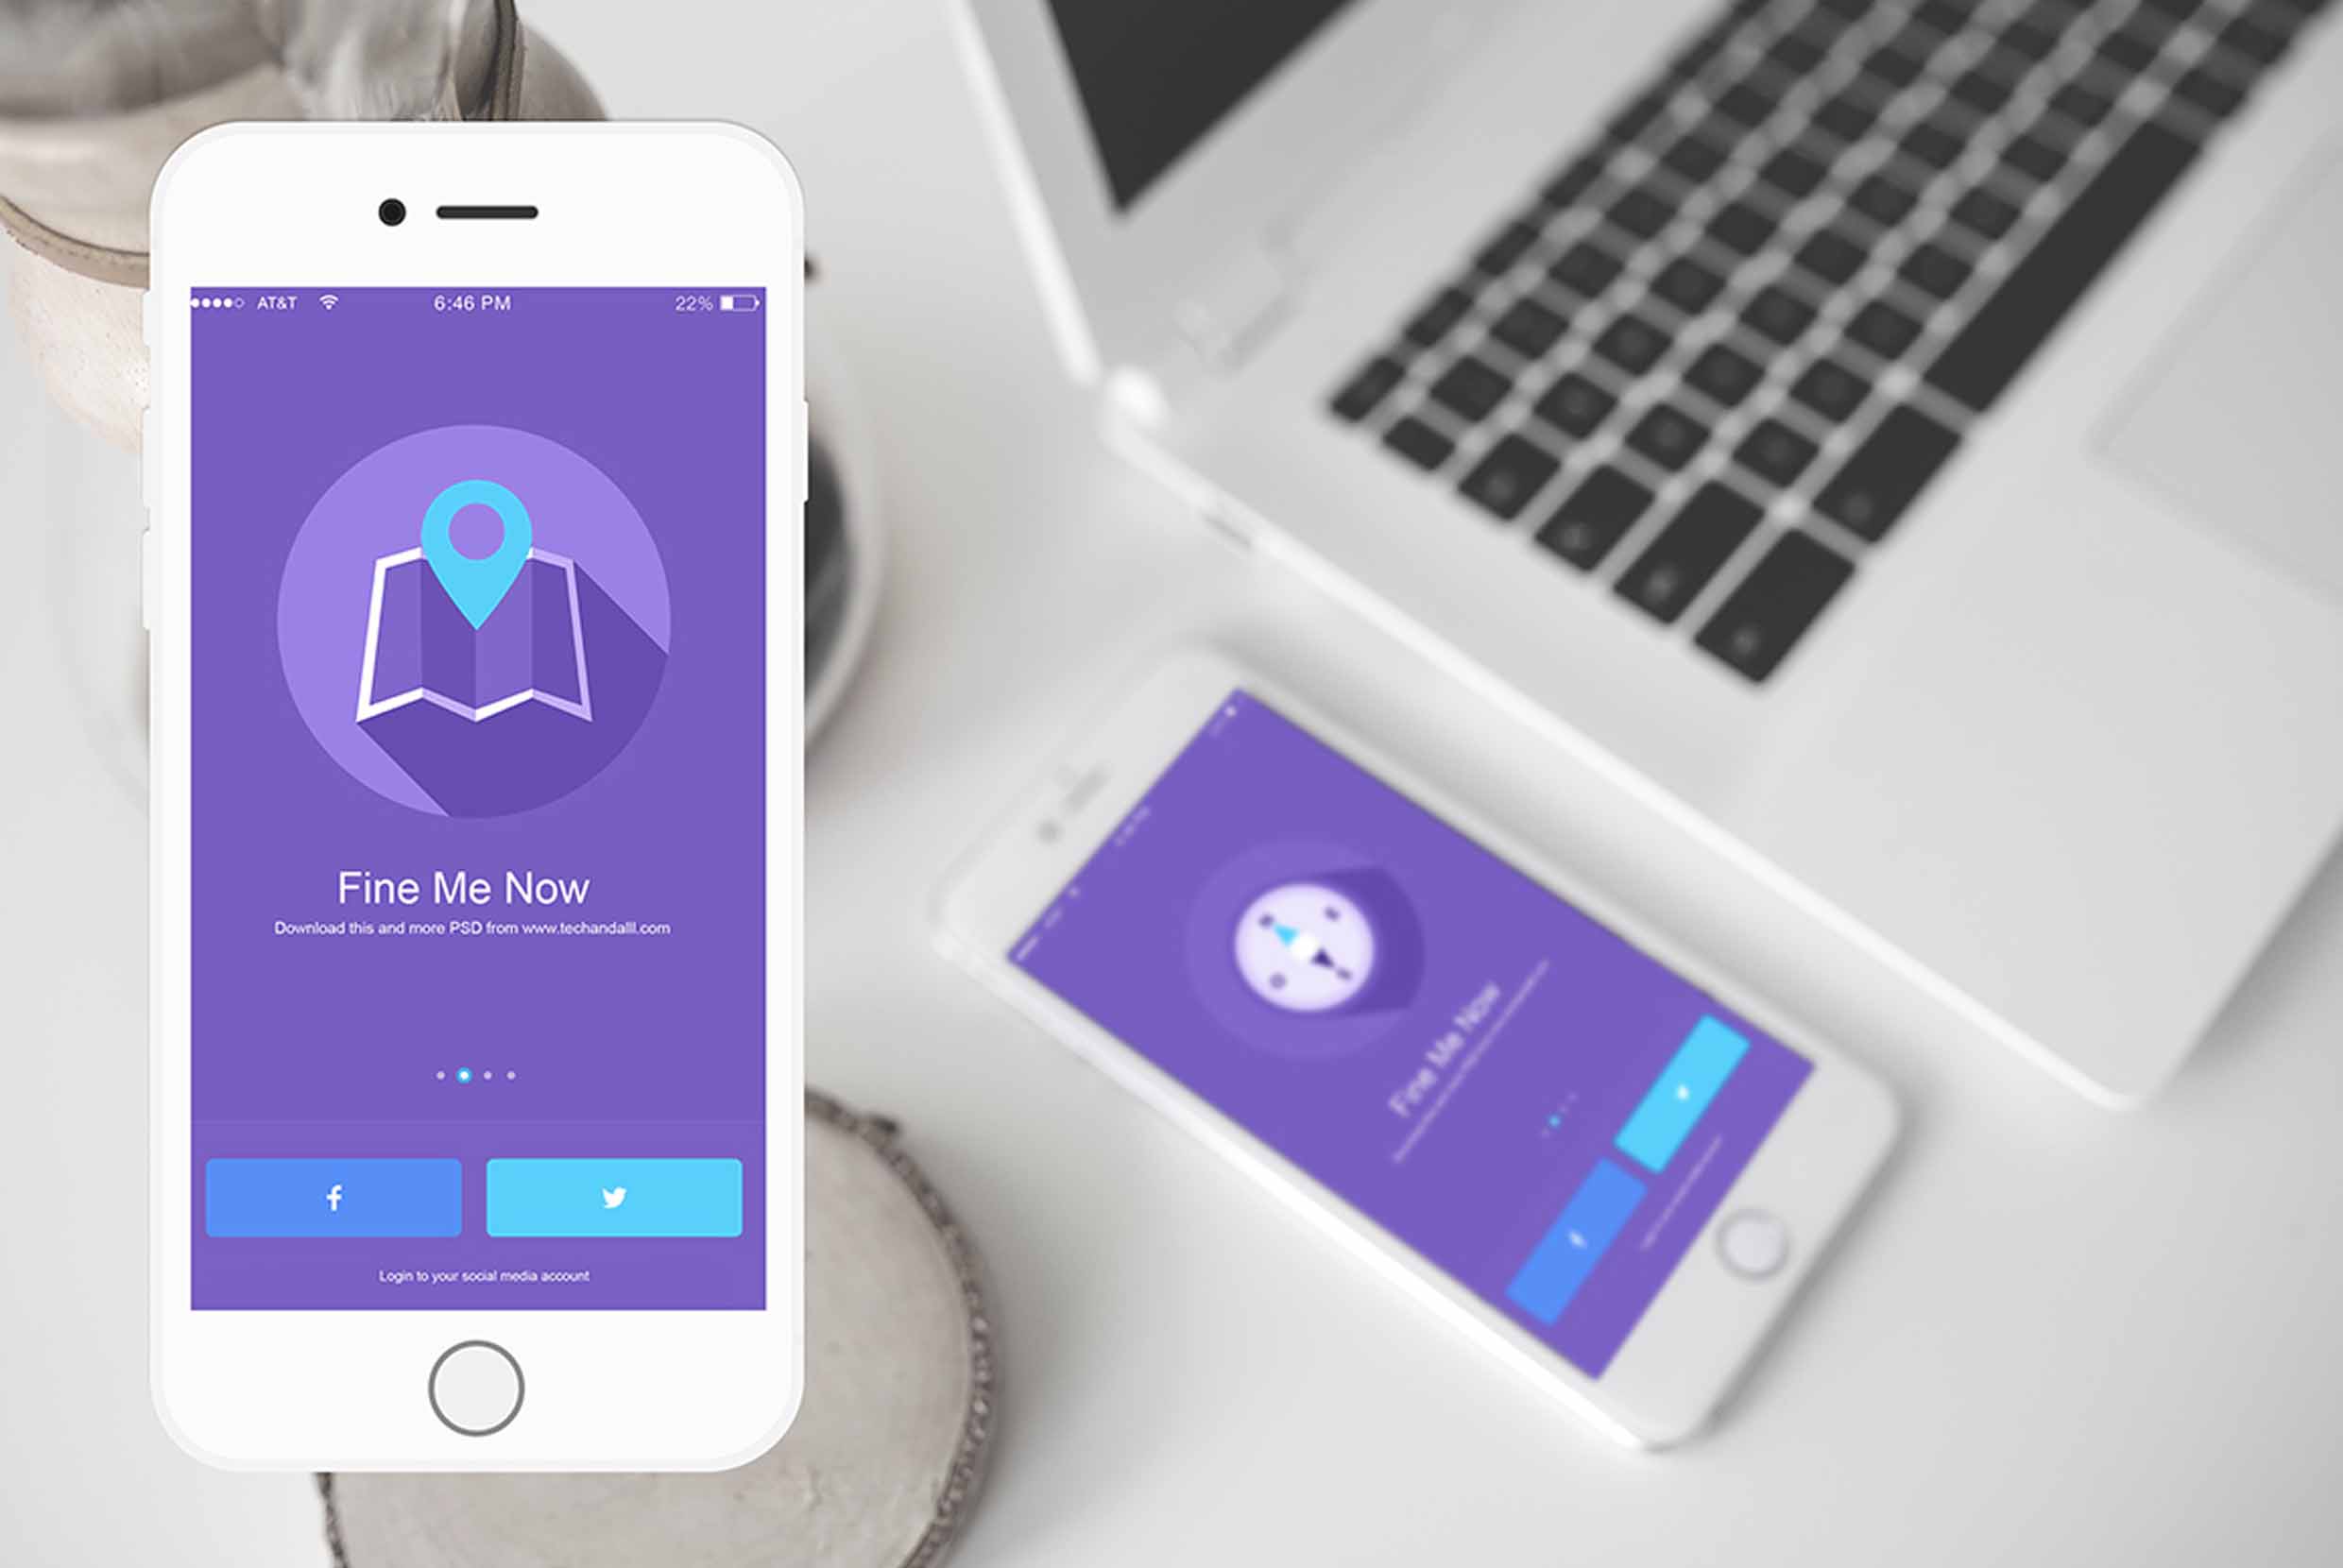 AT&T 6:46 PM 22%
Fine Me Now
Download this and more PSD from www.techandalll.com
f
Login to your social media account
Fine Me Now
f